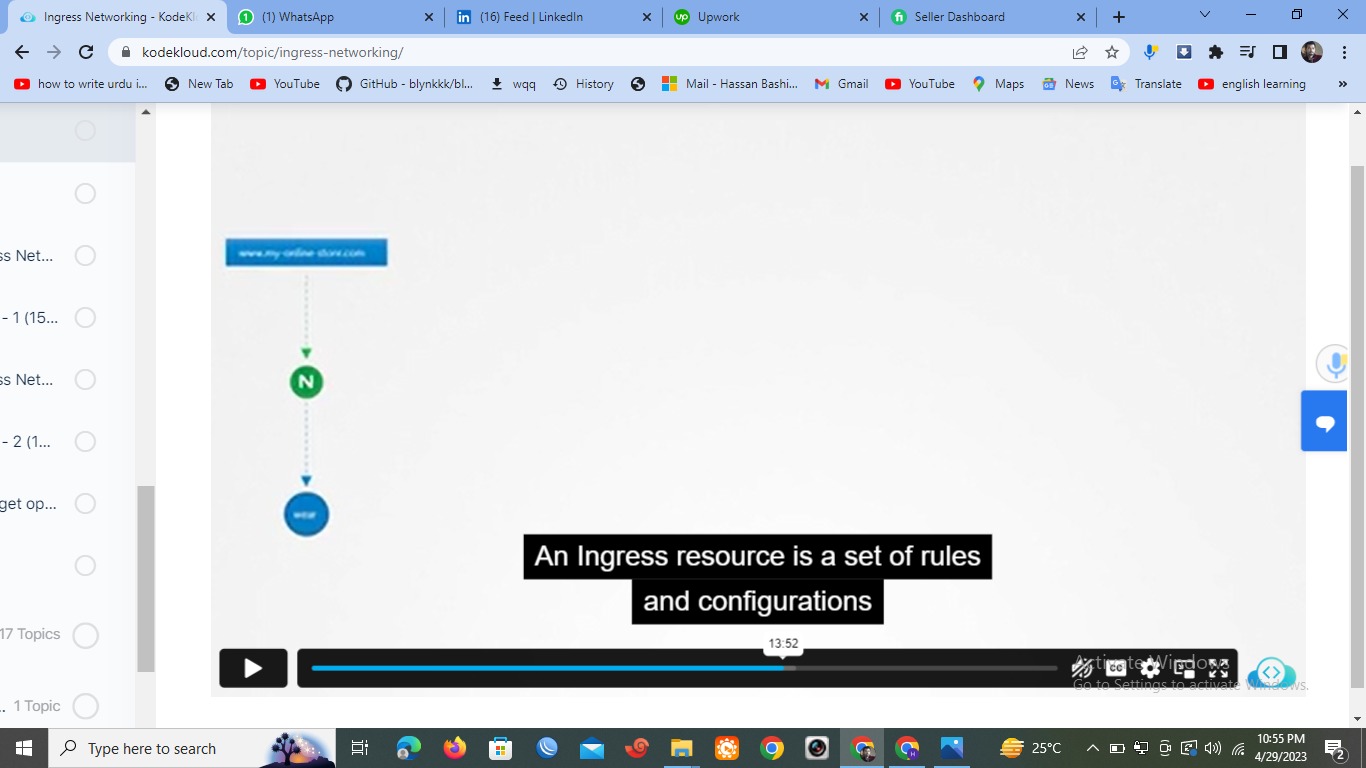 Ingress Networking - KodeKl
(1) WhatsApp
(16) Feed | LinkedIn
Upwork
Seller Dashboard
kodekloud.com/topic/ingress-networking/
how to write urdu i...
New Tab
YouTube
GitHub - blynkkk/bl...
wqq
History
Mail - Hassan Bashi...
Gmail
YouTube
Maps
News
Translate
english learning
»
ss Net...
- 1 (15...
ss Net...
- 2 (1...
get op...
17 Topics
.. 1 Topic
www.my-online-store.com
N
wear
An Ingress resource is a set of rules
and configurations
13:52
CC
Activate Windows
Go to Settings to activate Windows.
Type here to search
25°C
10:55 PM
4/29/2023
2